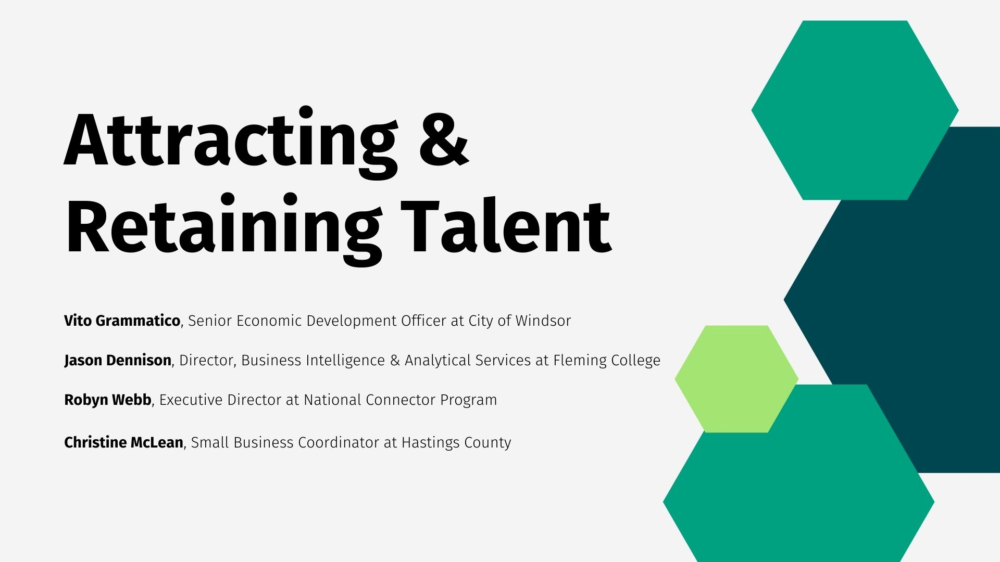 Attracting &
Retaining Talent
Vito Grammatico, Senior Economic Development Officer at City of Windsor
Jason Dennison, Director, Business Intelligence & Analytical Services at Fleming College
Robyn Webb, Executive Director at National Connector Program
Christine McLean, Small Business Coordinator at Hastings County